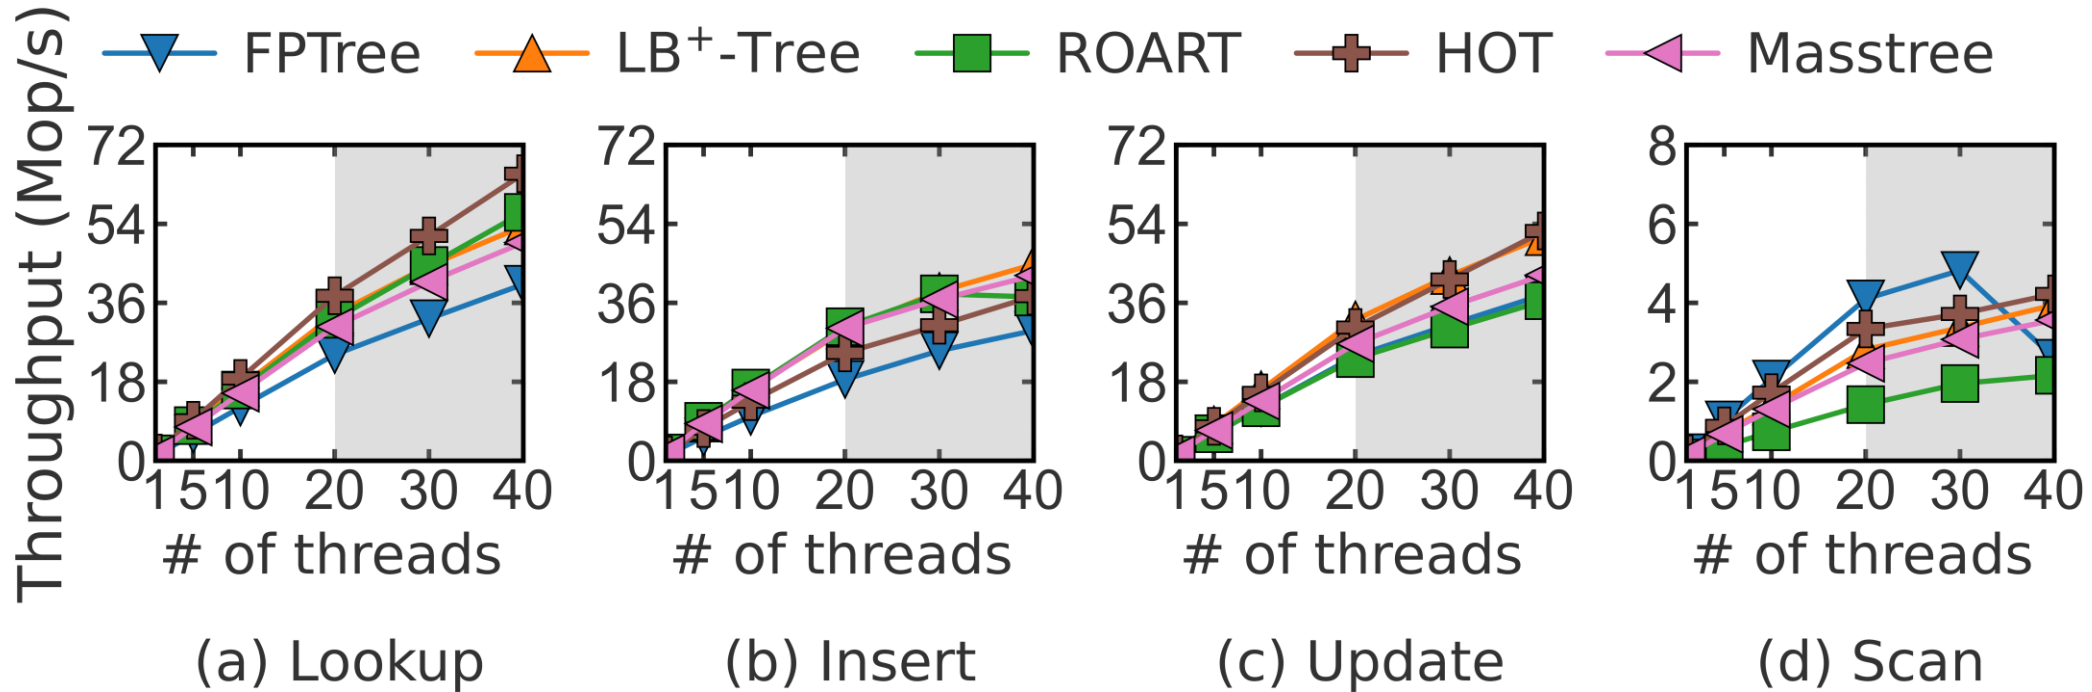 Throughput (Mop/s)
FPTree LB⁺-Tree ROART HOT Masstree
72 54 36 18 0
1 5 10 20 30 40
# of threads
(a) Lookup
72 54 36 18 0
1 5 10 20 30 40
# of threads
(b) Insert
72 54 36 18 0
1 5 10 20 30 40
# of threads
(c) Update
8 6 4 2 0
1 5 10 20 30 40
# of threads
(d) Scan